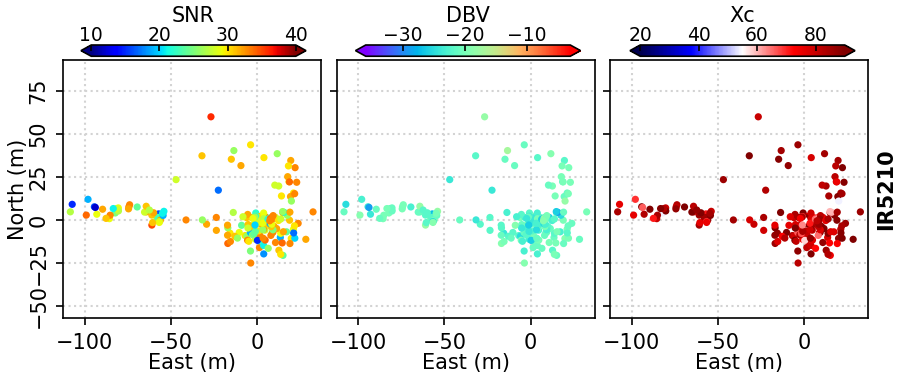 SNR DBV Xc
10 20 30 40 −30 −20 −10 20 40 60 80
75
50
25
0
−25
−50
North (m)
IR5210
−100 −50 0 −100 −50 0 −100 −50 0
East (m) East (m) East (m)